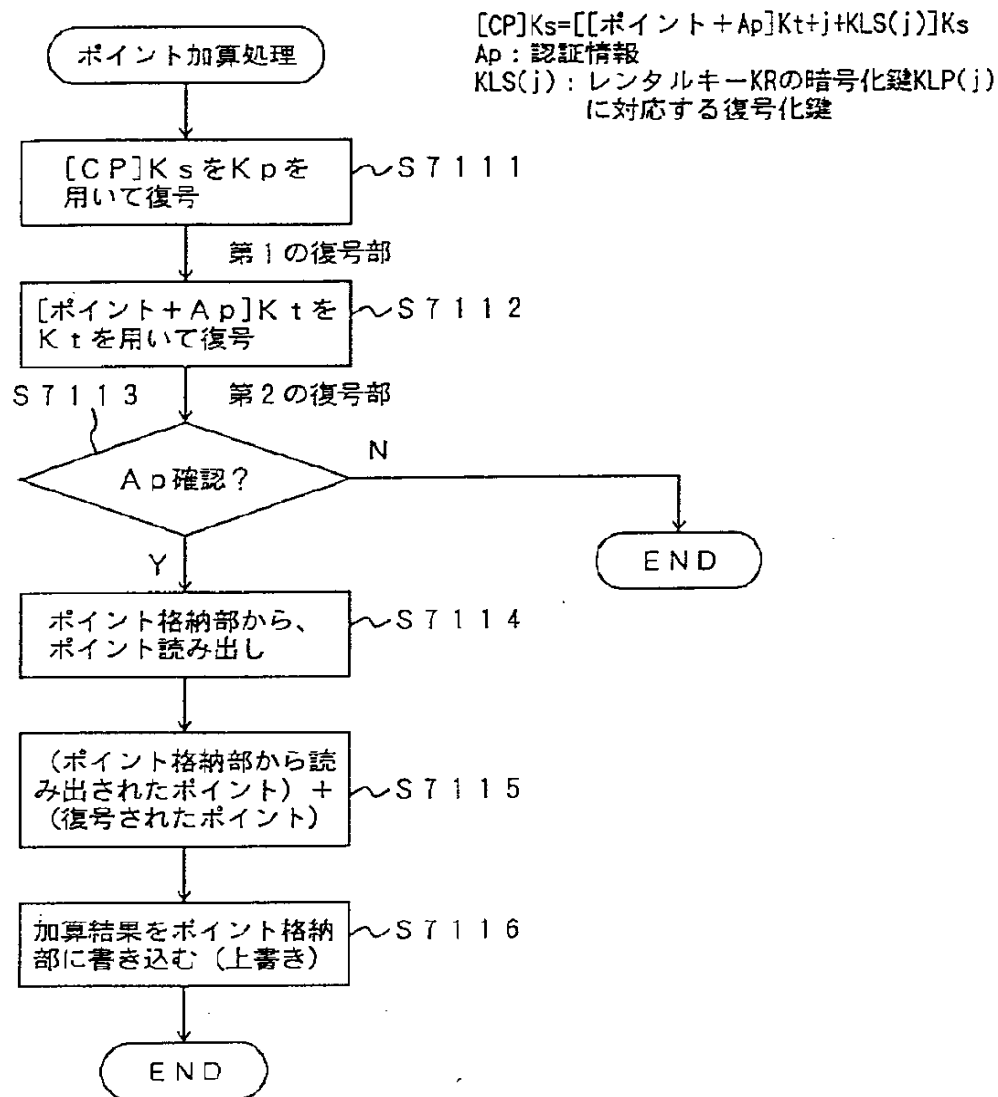 [CP]Ks=[[ポイント+Ap]Kt+j+KLS(j)]Ks
Ap:認証情報
KLS(j):レンタルキーKRの暗号化鍵KLP(j)
に対応する復号化鍵
ポイント加算処理
[CP]KsをKpを
用いて復号
S7111
第1の復号部
[ポイント+Ap]Ktを
Ktを用いて復号
S7112
第2の復号部
S7113
Ap確認?
N
END
Y
ポイント格納部から、
ポイント読み出し
S7114
(ポイント格納部から読
み出されたポイント)+
(復号されたポイント)
S7115
加算結果をポイント格納
部に書き込む(上書き)
S7116
END